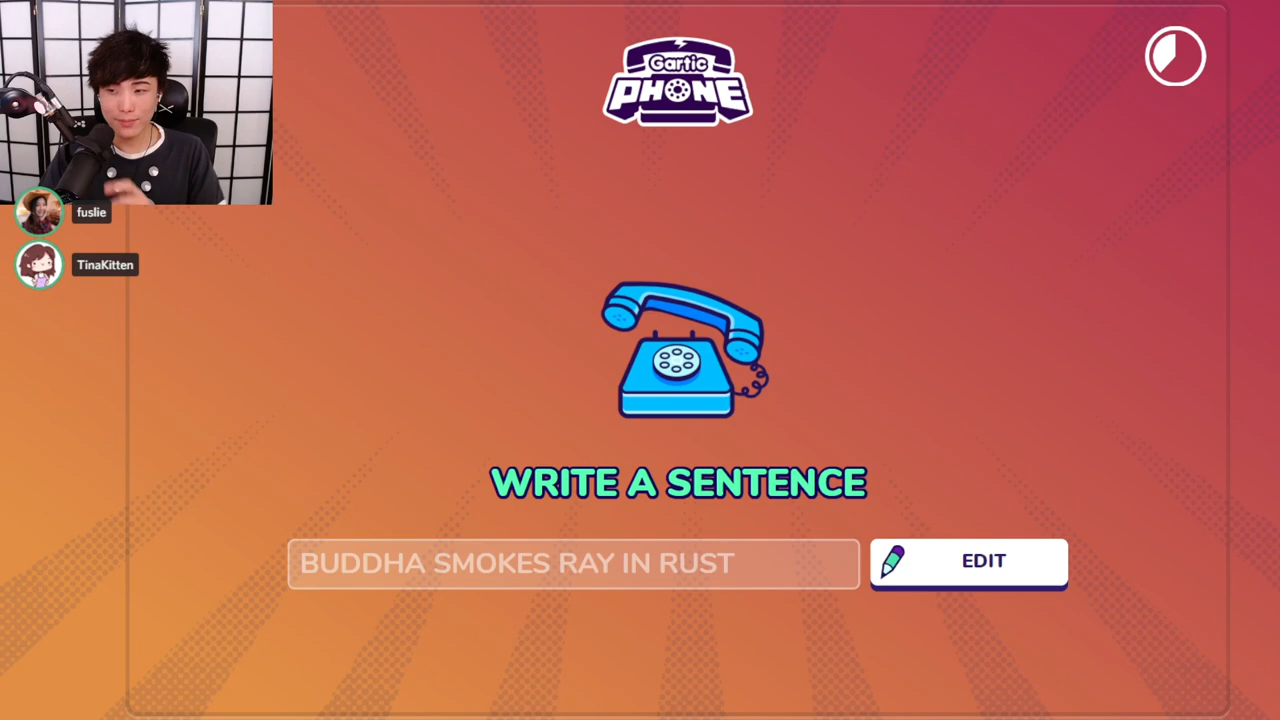 Gartic
PHONE
fuslie
TinaKitten
WRITE A SENTENCE
BUDDHA SMOKES RAY IN RUST
EDIT